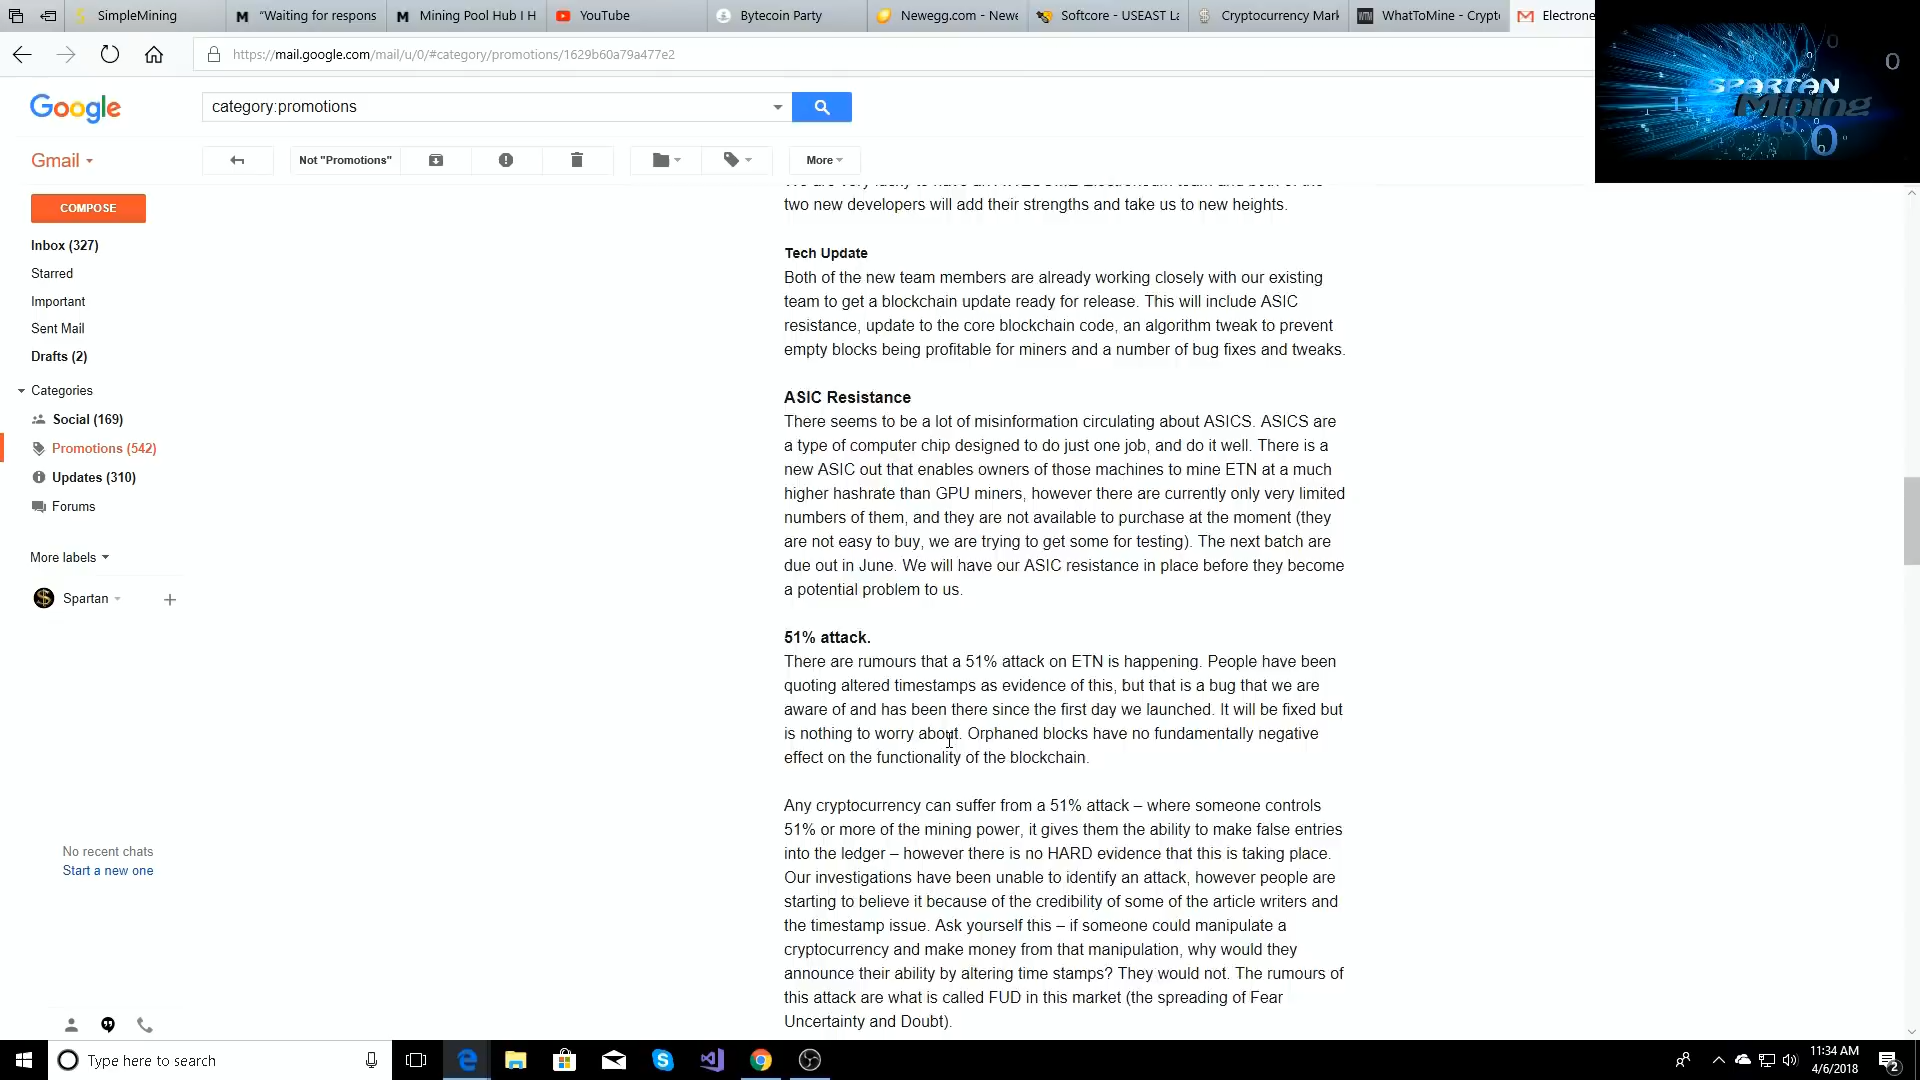 SimpleMining
"Waiting for respons
Mining Pool Hub I H
YouTube
Bytecoin Party
Newegg.com - Newe
Softcore - USEAST La
Cryptocurrency Mark
WhatToMine - Crypto
Electrone
https://mail.google.com/mail/u/0/#category/promotions/1629b60a79a477e2
SPARTAN
Mining
Google
category:promotions
Gmail
Not "Promotions"
More
COMPOSE
Inbox (327)
Starred
Important
Sent Mail
Drafts (2)
Categories
Social (169)
Promotions (542)
Updates (310)
Forums
More labels
Spartan
No recent chats
Start a new one
We are very lucky to have an AWESOME Electroneum team and both of the
two new developers will add their strengths and take us to new heights.
Tech Update
Both of the new team members are already working closely with our existing
team to get a blockchain update ready for release. This will include ASIC
resistance, update to the core blockchain code, an algorithm tweak to prevent
empty blocks being profitable for miners and a number of bug fixes and tweaks.
ASIC Resistance
There seems to be a lot of misinformation circulating about ASICS. ASICS are
a type of computer chip designed to do just one job, and do it well. There is a
new ASIC out that enables owners of those machines to mine ETN at a much
higher hashrate than GPU miners, however there are currently only very limited
numbers of them, and they are not available to purchase at the moment (they
are not easy to buy, we are trying to get some for testing). The next batch are
due out in June. We will have our ASIC resistance in place before they become
a potential problem to us.
51% attack.
There are rumours that a 51% attack on ETN is happening. People have been
quoting altered timestamps as evidence of this, but that is a bug that we are
aware of and has been there since the first day we launched. It will be fixed but
is nothing to worry about. Orphaned blocks have no fundamentally negative
effect on the functionality of the blockchain.
Any cryptocurrency can suffer from a 51% attack – where someone controls
51% or more of the mining power, it gives them the ability to make false entries
into the ledger – however there is no HARD evidence that this is taking place.
Our investigations have been unable to identify an attack, however people are
starting to believe it because of the credibility of some of the article writers and
the timestamp issue. Ask yourself this – if someone could manipulate a
cryptocurrency and make money from that manipulation, why would they
announce their ability by altering time stamps? They would not. The rumours of
this attack are what is called FUD in this market (the spreading of Fear
Uncertainty and Doubt).
Type here to search
11:34 AM
4/6/2018
2